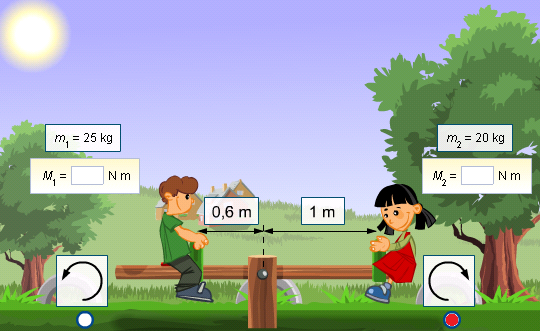 m₁ = 25 kg
m₂ = 20 kg
M₁ = N m
M₂ = N m
0,6 m
1 m